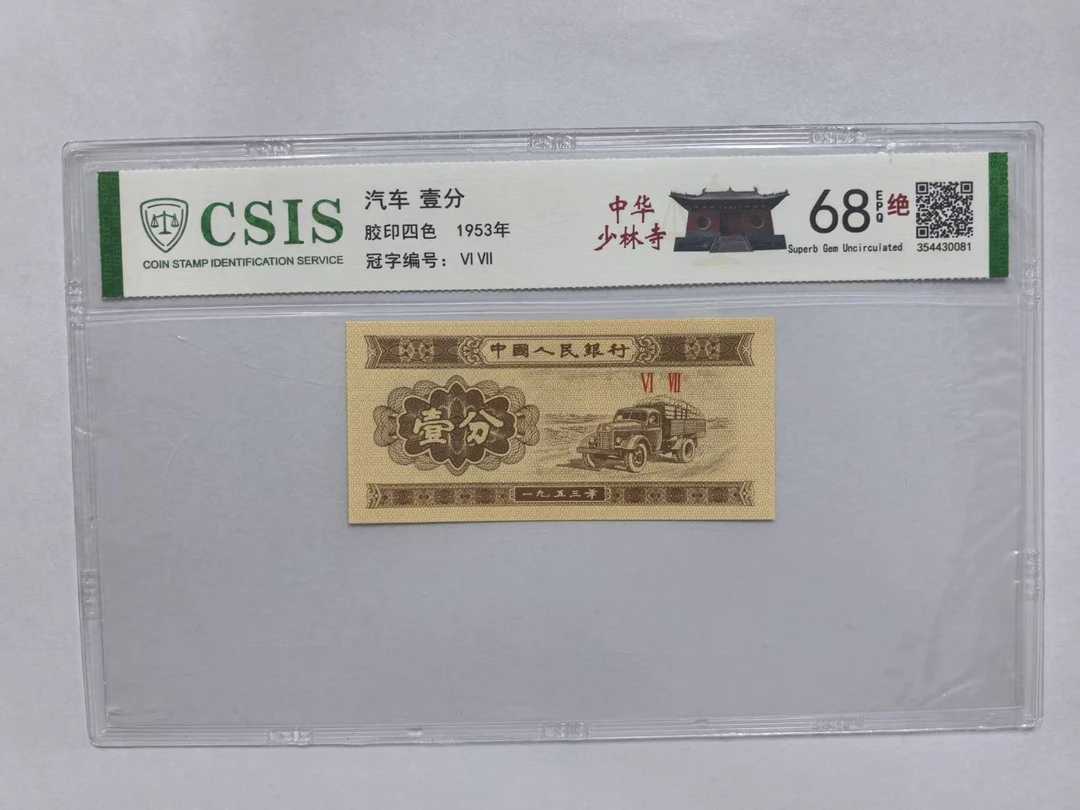 CSIS
COIN STAMP IDENTIFICATION SERVICE
汽车 壹分
胶印四色 1953年
冠字编号: VI VII
中华
少林寺
68
EPQ
绝
Superb Gem Uncirculated
354430081
中國人民銀行
VI VII
壹分
一九五三年